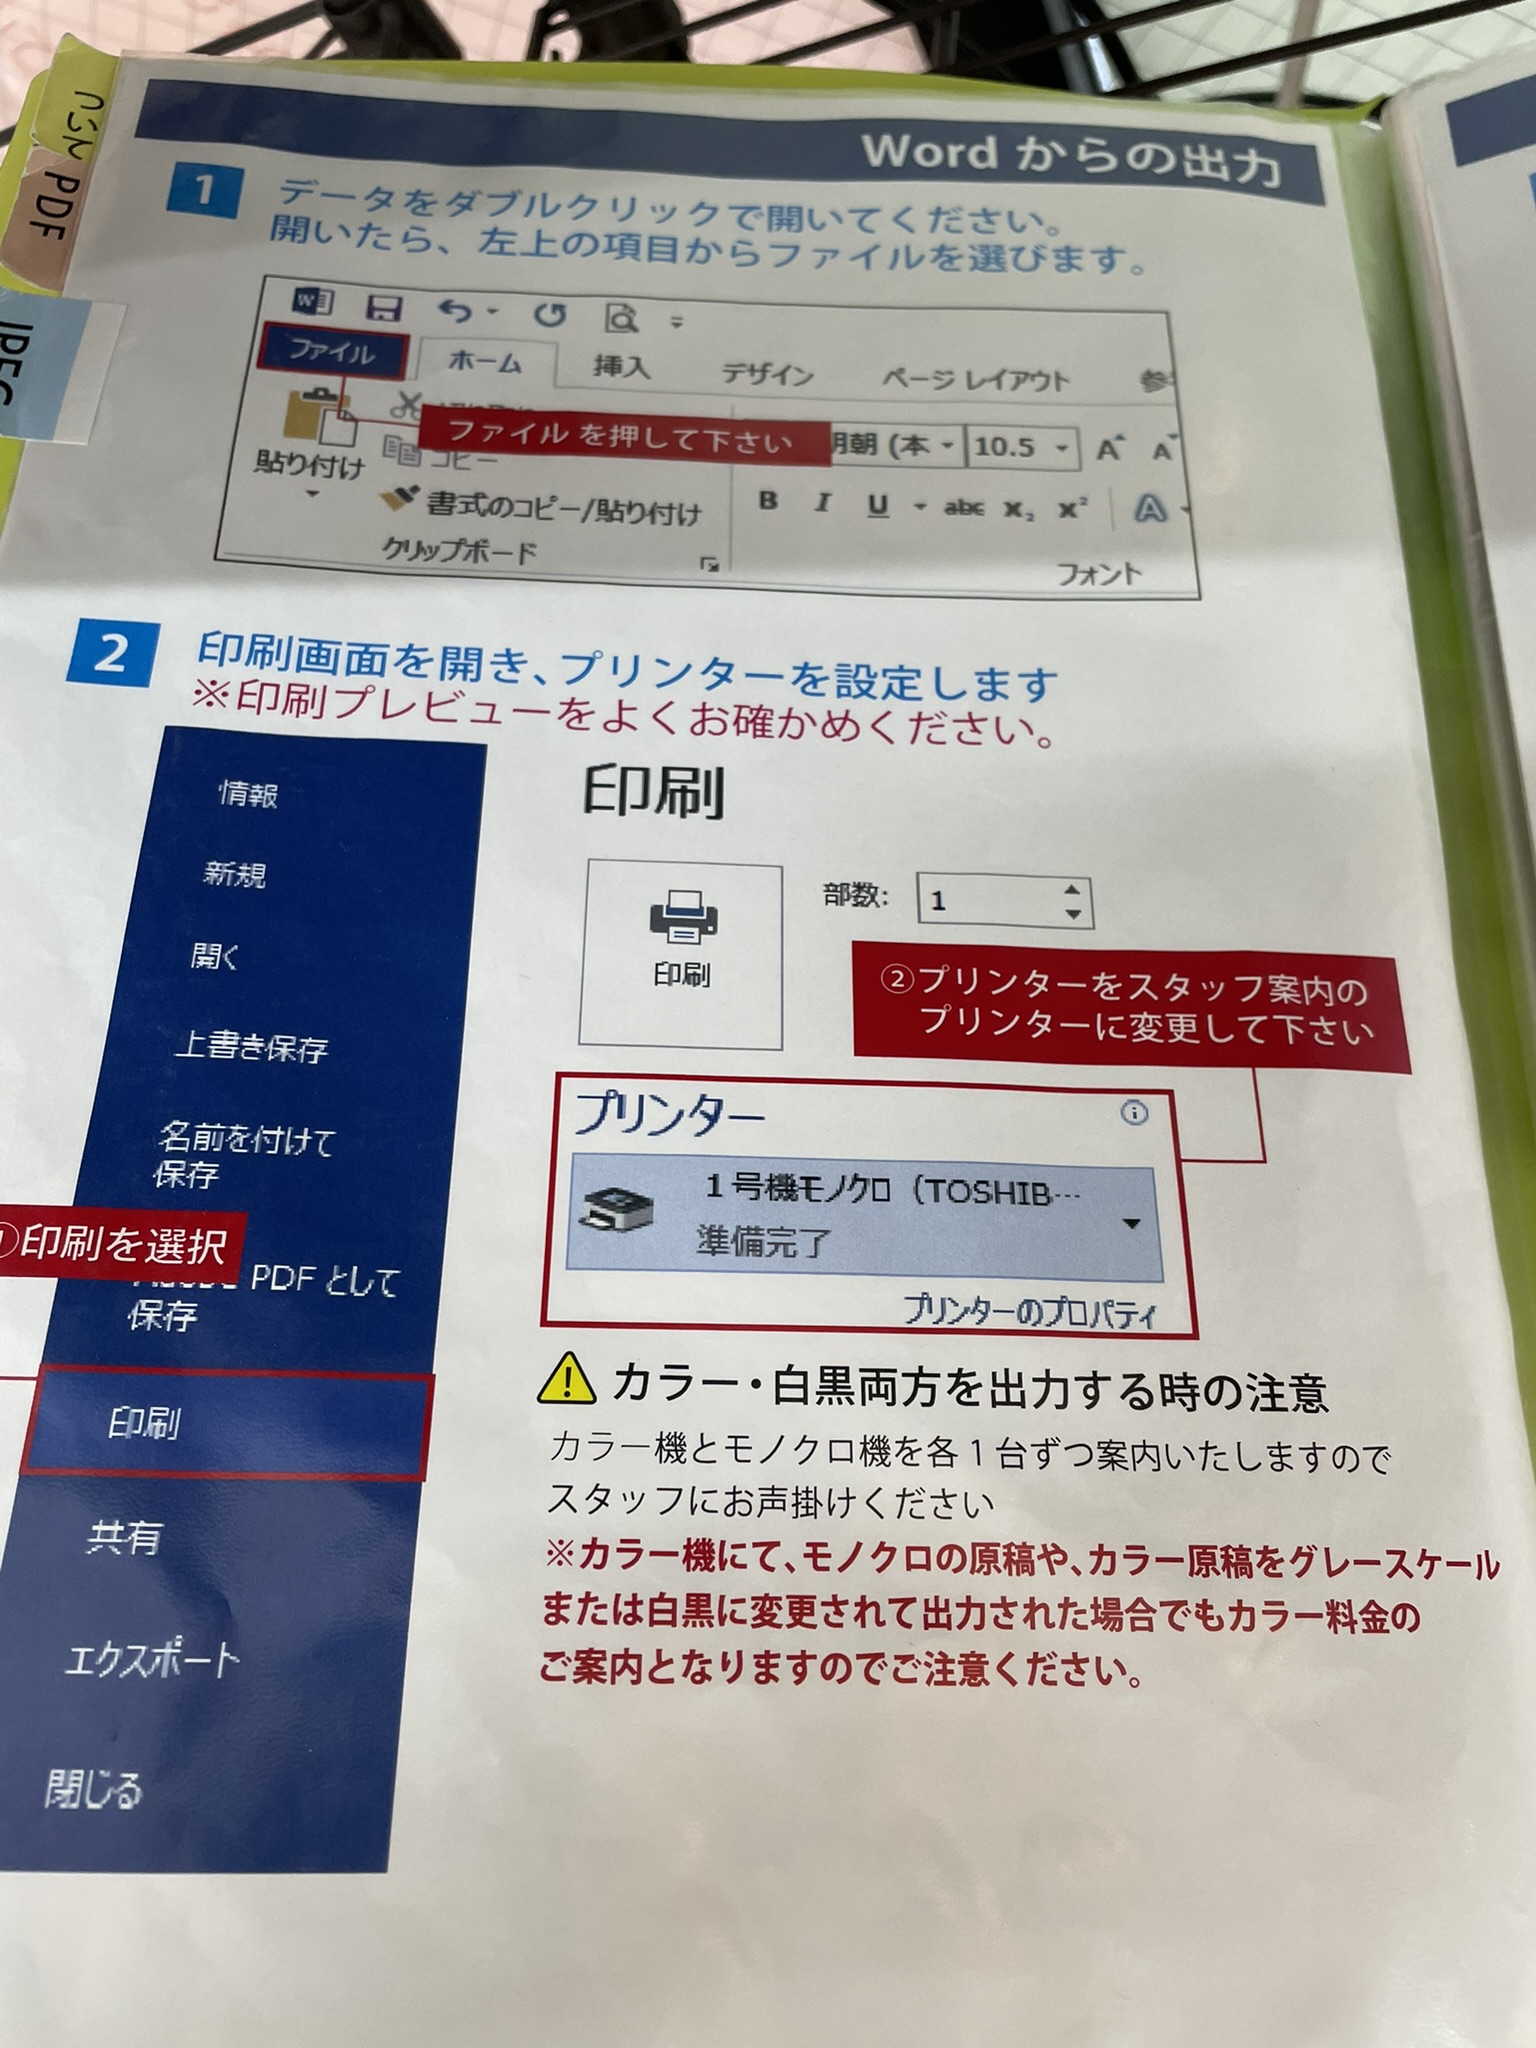 PDF
Word からの出力
1
データをダブルクリックで開いてください。
開いたら、左上の項目からファイルを選びます。
ファイル ホーム 挿入 デザイン ページ レイアウト
ファイル を押して下さい
明朝 (本 10.5 A A
貼り付け
コピー
書式のコピー/貼り付け
B I U abc x₂ x² A
クリップボード
フォント
2
印刷画面を開き、プリンターを設定します
※印刷プレビューをよくお確かめください。
情報
新規
開く
上書き保存
名前を付けて
保存
①印刷を選択
PDF として
保存
印刷
共有
エクスポート
閉じる
印刷
印刷
部数: 1
②プリンターをスタッフ案内の
プリンターに変更して下さい
プリンター
1号機モノクロ（TOSHIB…
準備完了
プリンターのプロパティ
カラー・白黒両方を出力する時の注意
カラー機とモノクロ機を各１台ずつ案内いたしますので
スタッフにお声掛けください
※カラー機にて、モノクロの原稿や、カラー原稿をグレースケール
または白黒に変更されて出力された場合でもカラー料金の
ご案内となりますのでご注意ください。